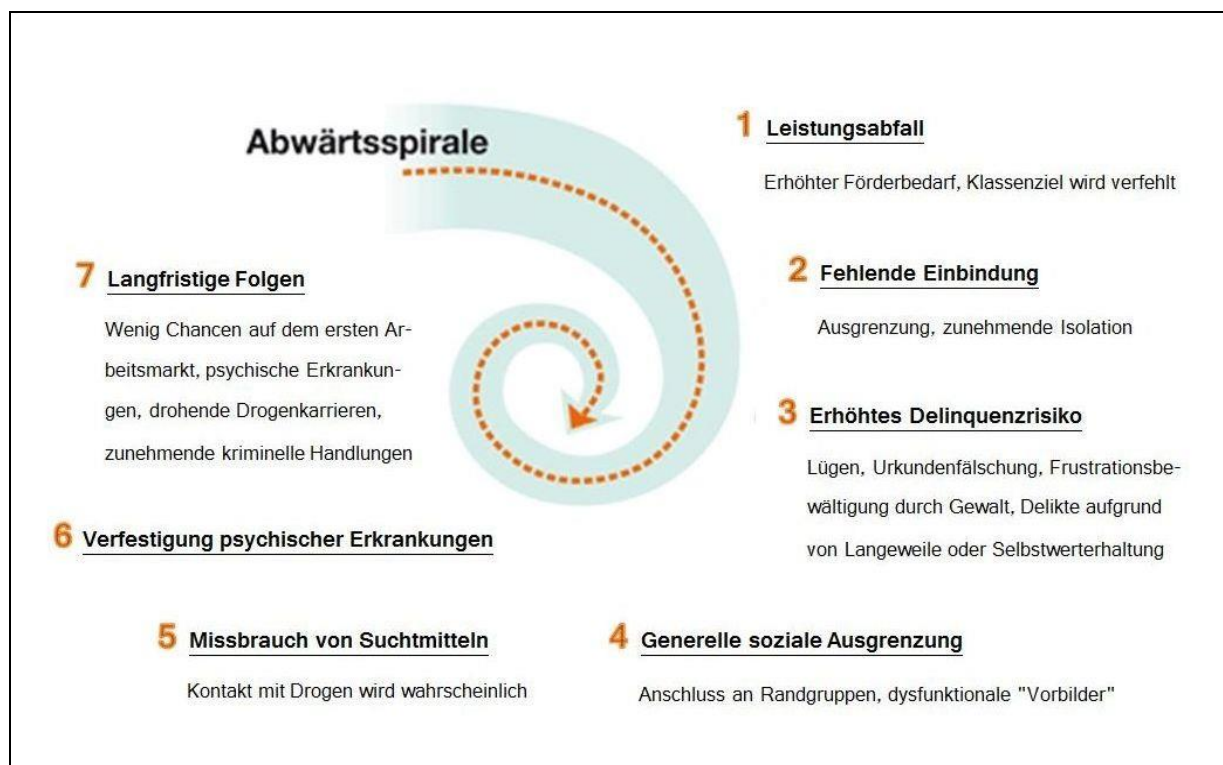 Abwärtsspirale
1 Leistungsabfall
Erhöhter Förderbedarf, Klassenziel wird verfehlt
2 Fehlende Einbindung
Ausgrenzung, zunehmende Isolation
3 Erhöhtes Delinquenzrisiko
Lügen, Urkundenfälschung, Frustrationsbe-
wältigung durch Gewalt, Delikte aufgrund
von Langeweile oder Selbstwerterhaltung
4 Generelle soziale Ausgrenzung
Anschluss an Randgruppen, dysfunktionale "Vorbilder"
5 Missbrauch von Suchtmitteln
Kontakt mit Drogen wird wahrscheinlich
6 Verfestigung psychischer Erkrankungen
7 Langfristige Folgen
Wenig Chancen auf dem ersten Ar-
beitsmarkt, psychische Erkrankun-
gen, drohende Drogenkarrieren,
zunehmende kriminelle Handlungen